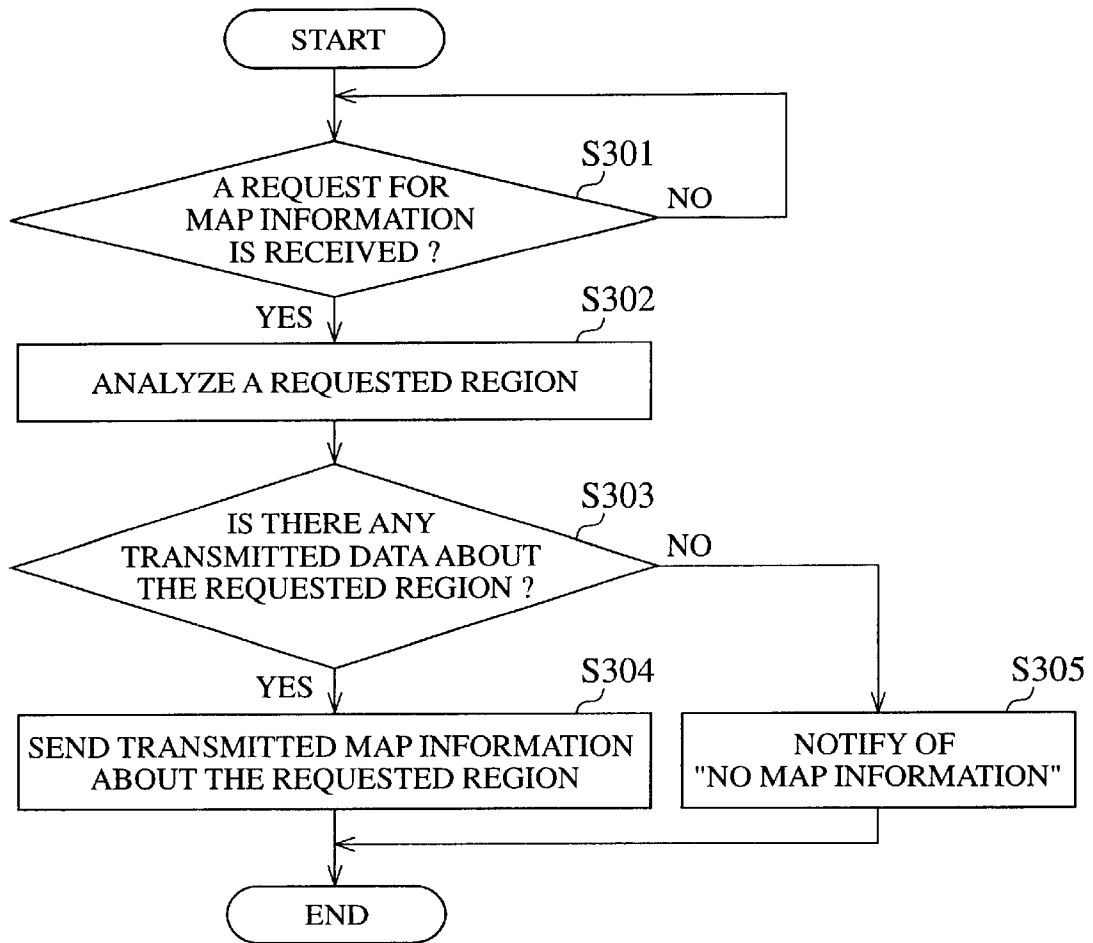 START
S301
A REQUEST FOR
MAP INFORMATION
IS RECEIVED ?
NO
YES
S302
ANALYZE A REQUESTED REGION
S303
IS THERE ANY
TRANSMITTED DATA ABOUT
THE REQUESTED REGION ?
NO
YES
S304
SEND TRANSMITTED MAP INFORMATION
ABOUT THE REQUESTED REGION
S305
NOTIFY OF
"NO MAP INFORMATION"
END